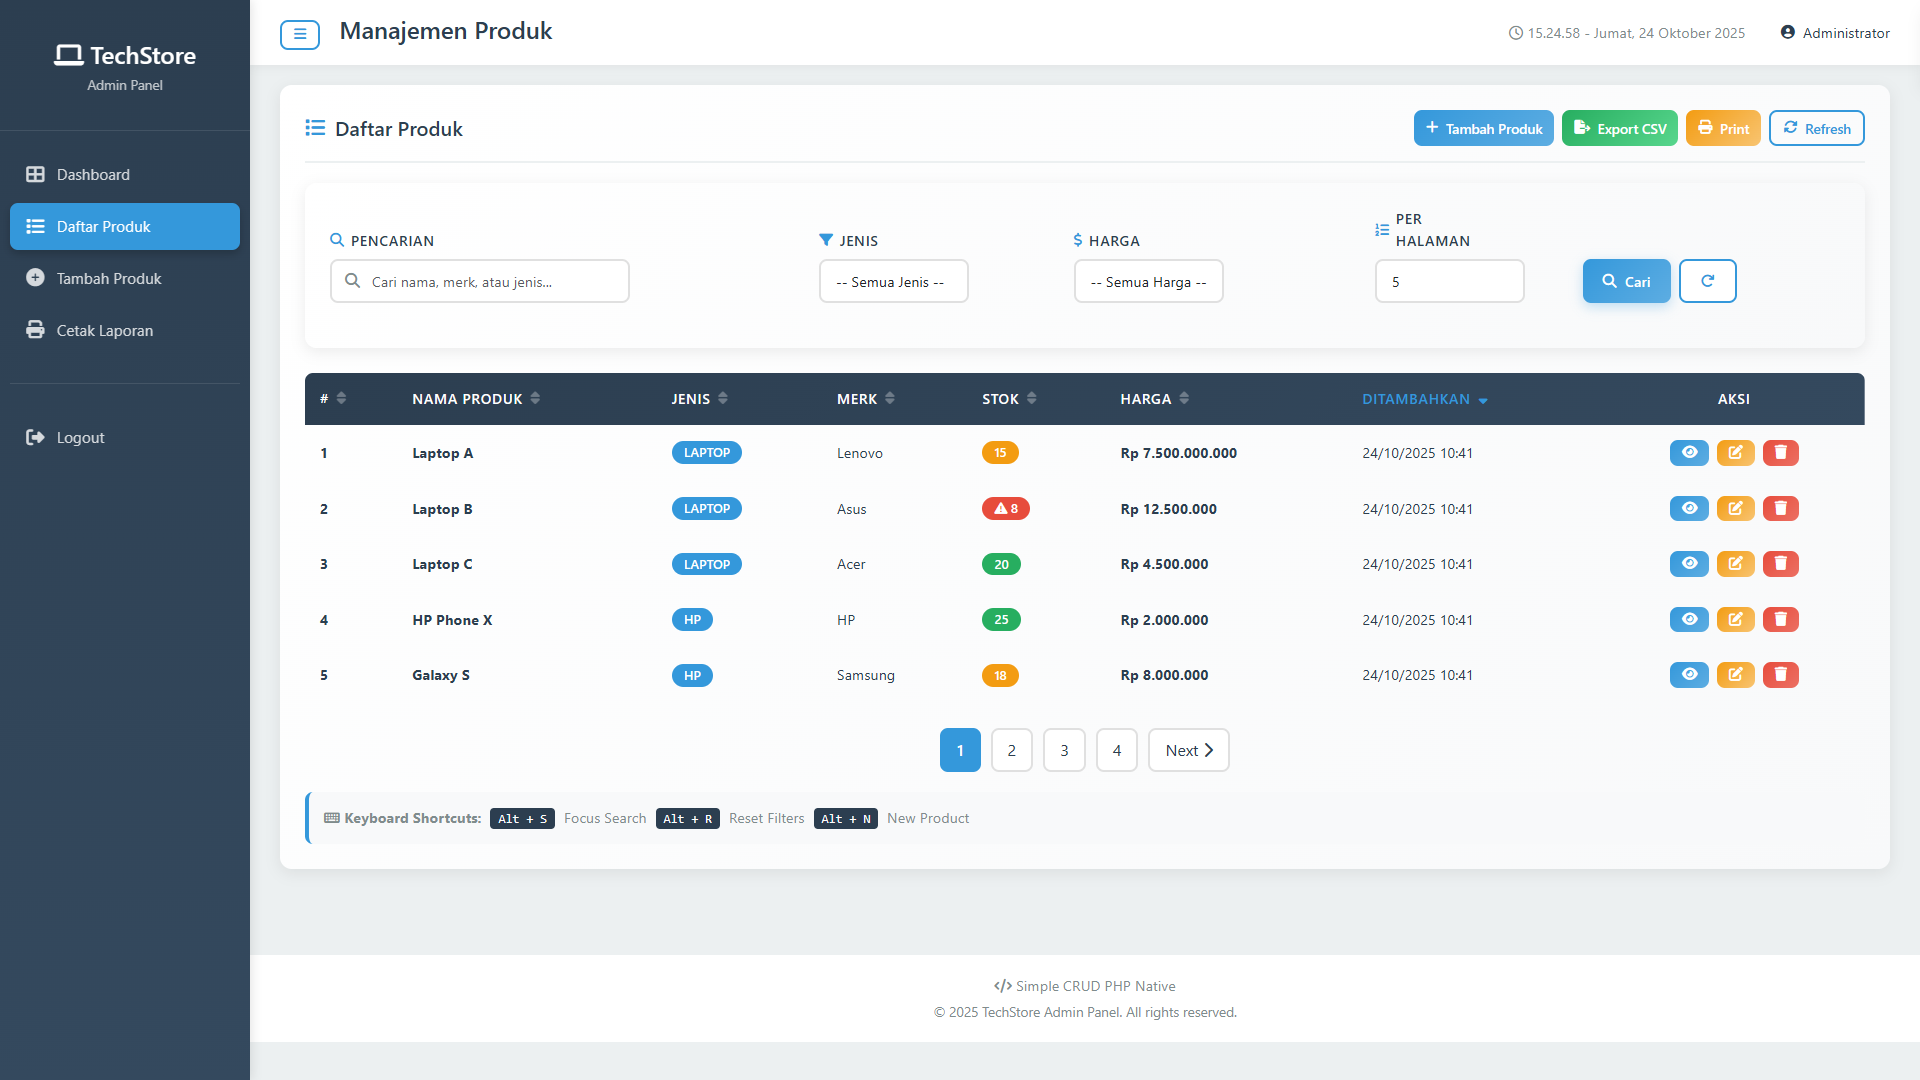 TechStore
Admin Panel
Dashboard
Daftar Produk
Tambah Produk
Cetak Laporan
Logout
Manajemen Produk
15.24.58 - Jumat, 24 Oktober 2025
Administrator
Daftar Produk
Tambah Produk
Export CSV
Print
Refresh
PENCARIAN
Cari nama, merk, atau jenis...
JENIS
-- Semua Jenis --
$ HARGA
-- Semua Harga --
PER
HALAMAN
5
Cari
# NAMA PRODUK JENIS MERK STOK HARGA DITAMBAHKAN AKSI
1 Laptop A LAPTOP Lenovo 15 Rp 7.500.000.000 24/10/2025 10:41
2 Laptop B LAPTOP Asus 8 Rp 12.500.000 24/10/2025 10:41
3 Laptop C LAPTOP Acer 20 Rp 4.500.000 24/10/2025 10:41
4 HP Phone X HP HP 25 Rp 2.000.000 24/10/2025 10:41
5 Galaxy S HP Samsung 18 Rp 8.000.000 24/10/2025 10:41
1 2 3 4 Next
Keyboard Shortcuts: Alt + S Focus Search Alt + R Reset Filters Alt + N New Product
Simple CRUD PHP Native
© 2025 TechStore Admin Panel. All rights reserved.